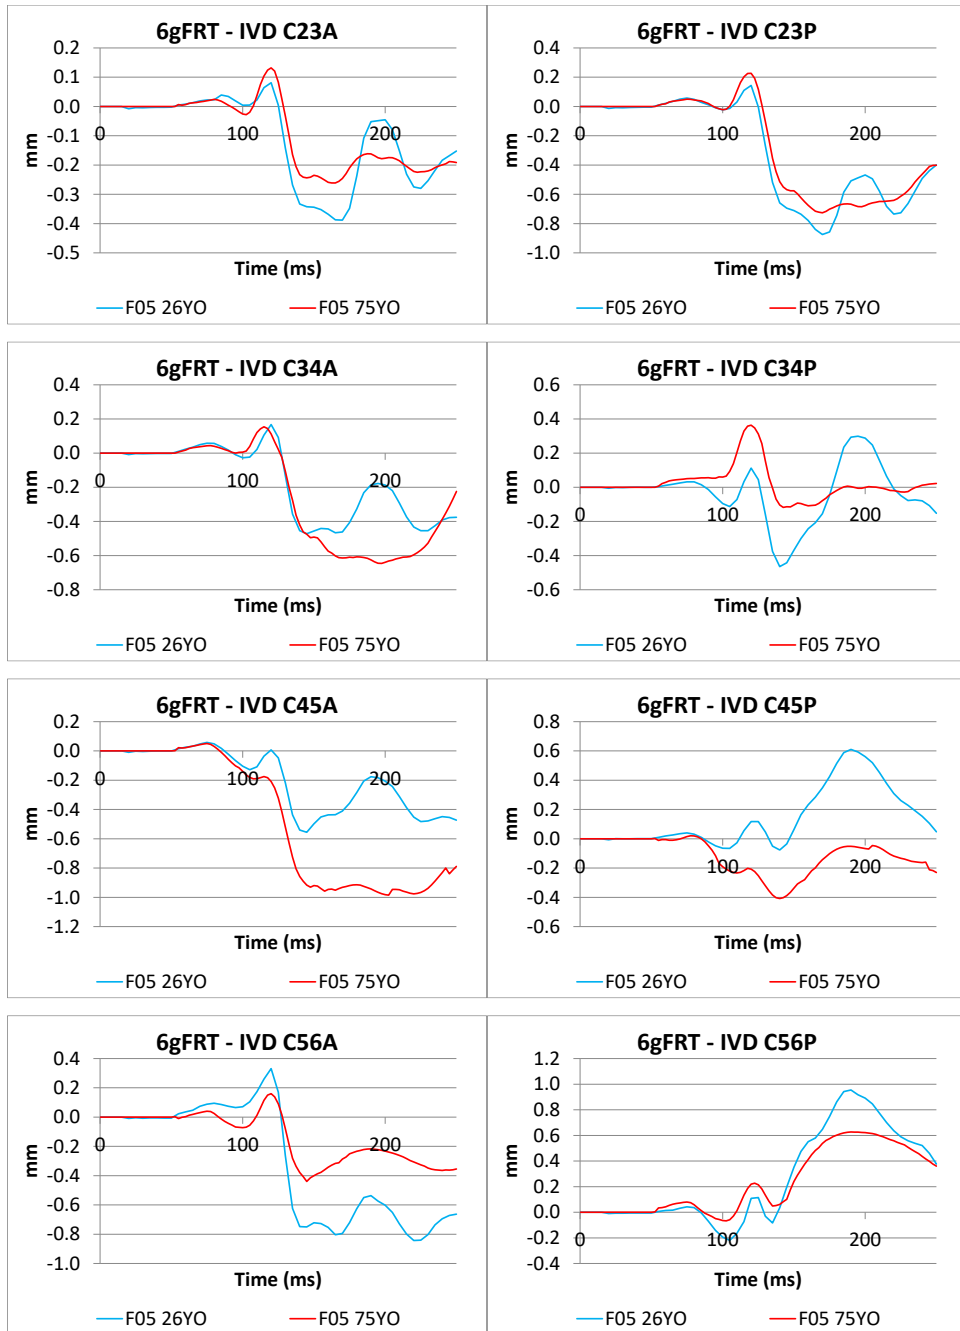 6gFRT - IVD C23A
0.2
0.1
0.0
-0.1
-0.2
-0.3
-0.4
-0.5
0
100
200
mm
Time (ms)
F05 26YO
F05 75YO
6gFRT - IVD C23P
0.4
0.2
0.0
-0.2
-0.4
-0.6
-0.8
-1.0
0
100
200
mm
Time (ms)
F05 26YO
F05 75YO
6gFRT - IVD C34A
0.4
0.2
0.0
-0.2
-0.4
-0.6
-0.8
0
100
200
mm
Time (ms)
F05 26YO
F05 75YO
6gFRT - IVD C34P
0.6
0.4
0.2
0.0
-0.2
-0.4
-0.6
0
100
200
mm
Time (ms)
F05 26YO
F05 75YO
6gFRT - IVD C45A
0.2
0.0
-0.2
-0.4
-0.6
-0.8
-1.0
-1.2
0
100
200
mm
Time (ms)
F05 26YO
F05 75YO
6gFRT - IVD C45P
0.8
0.6
0.4
0.2
0.0
-0.2
-0.4
-0.6
0
100
200
mm
Time (ms)
F05 26YO
F05 75YO
6gFRT - IVD C56A
0.4
0.2
0.0
-0.2
-0.4
-0.6
-0.8
-1.0
0
100
200
mm
Time (ms)
F05 26YO
F05 75YO
6gFRT - IVD C56P
1.2
1.0
0.8
0.6
0.4
0.2
0.0
-0.2
-0.4
0
100
200
mm
Time (ms)
F05 26YO
F05 75YO